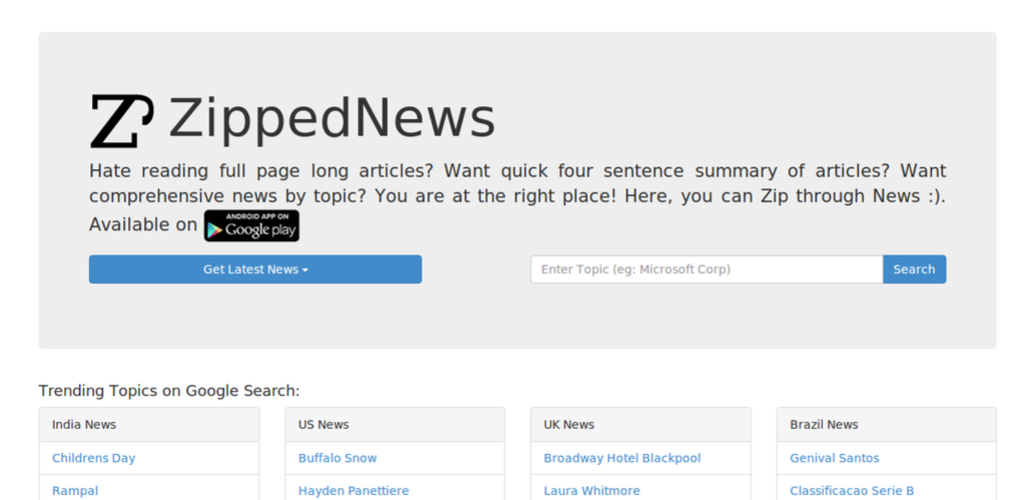 ZippedNews
Hate reading full page long articles? Want quick four sentence summary of articles? Want
comprehensive news by topic? You are at the right place! Here, you can Zip through News :).
Available on ANDROID APP ON Google play
Get Latest News
Enter Topic (eg: Microsoft Corp) Search
Trending Topics on Google Search:
India News US News UK News Brazil News
Childrens Day Buffalo Snow Broadway Hotel Blackpool Genival Santos
Rampal Hayden Panettiere Laura Whitmore Classificacao Serie B